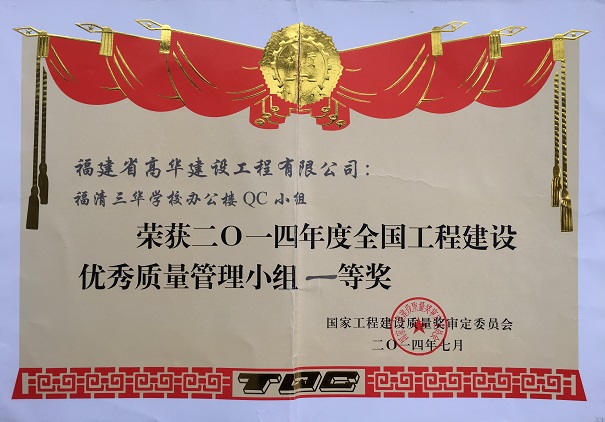 福建省高华建设工程有限公司：
福清三华学校办公楼QC小组
荣获二〇一四年度全国工程建设
优秀质量管理小组 一等奖
国家工程建设质量奖审定委员会
二〇一四年七月
TQC